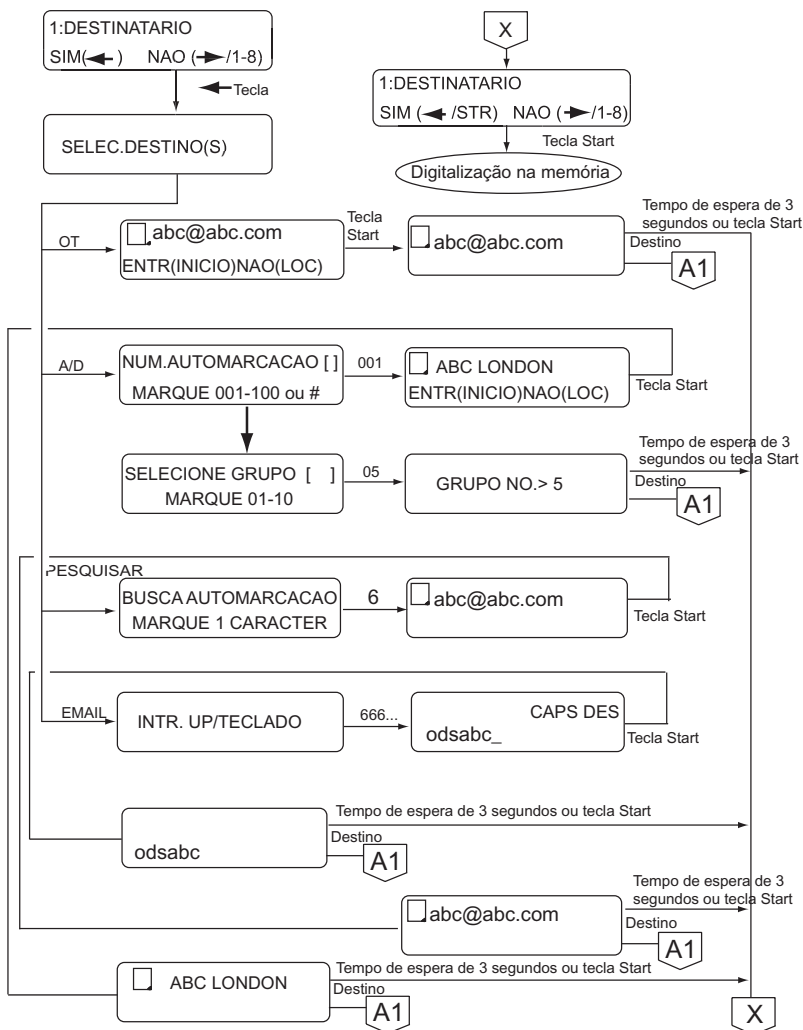 1:DESTINATARIO
SIM( ) NAO ( /1-8)
Tecla
SELEC.DESTINO(S)
X
1:DESTINATARIO
SIM ( /STR) NAO ( /1-8)
Tecla Start
Digitalização na memória
OT
abc@abc.com
ENTR(INICIO)NAO(LOC)
Tecla
Start
abc@abc.com
Tempo de espera de 3
segundos ou tecla Start
Destino
A1
A/D
NUM.AUTOMARCACAO [ ]
MARQUE 001-100 ou #
001
ABC LONDON
ENTR(INICIO)NAO(LOC)
Tecla Start
SELECIONE GRUPO [ ]
MARQUE 01-10
05
GRUPO NO.> 5
Tempo de espera de 3
segundos ou tecla Start
Destino
A1
PESQUISAR
BUSCA AUTOMARCACAO
MARQUE 1 CARACTER
6
abc@abc.com
Tecla Start
EMAIL
INTR. UP/TECLADO
666...
CAPS DES
odsabc_
Tecla Start
odsabc
Tempo de espera de 3 segundos ou tecla Start
Destino
A1
abc@abc.com
Tempo de espera de 3
segundos ou tecla Start
Destino
A1
ABC LONDON
Tempo de espera de 3 segundos ou tecla Start
Destino
A1
X